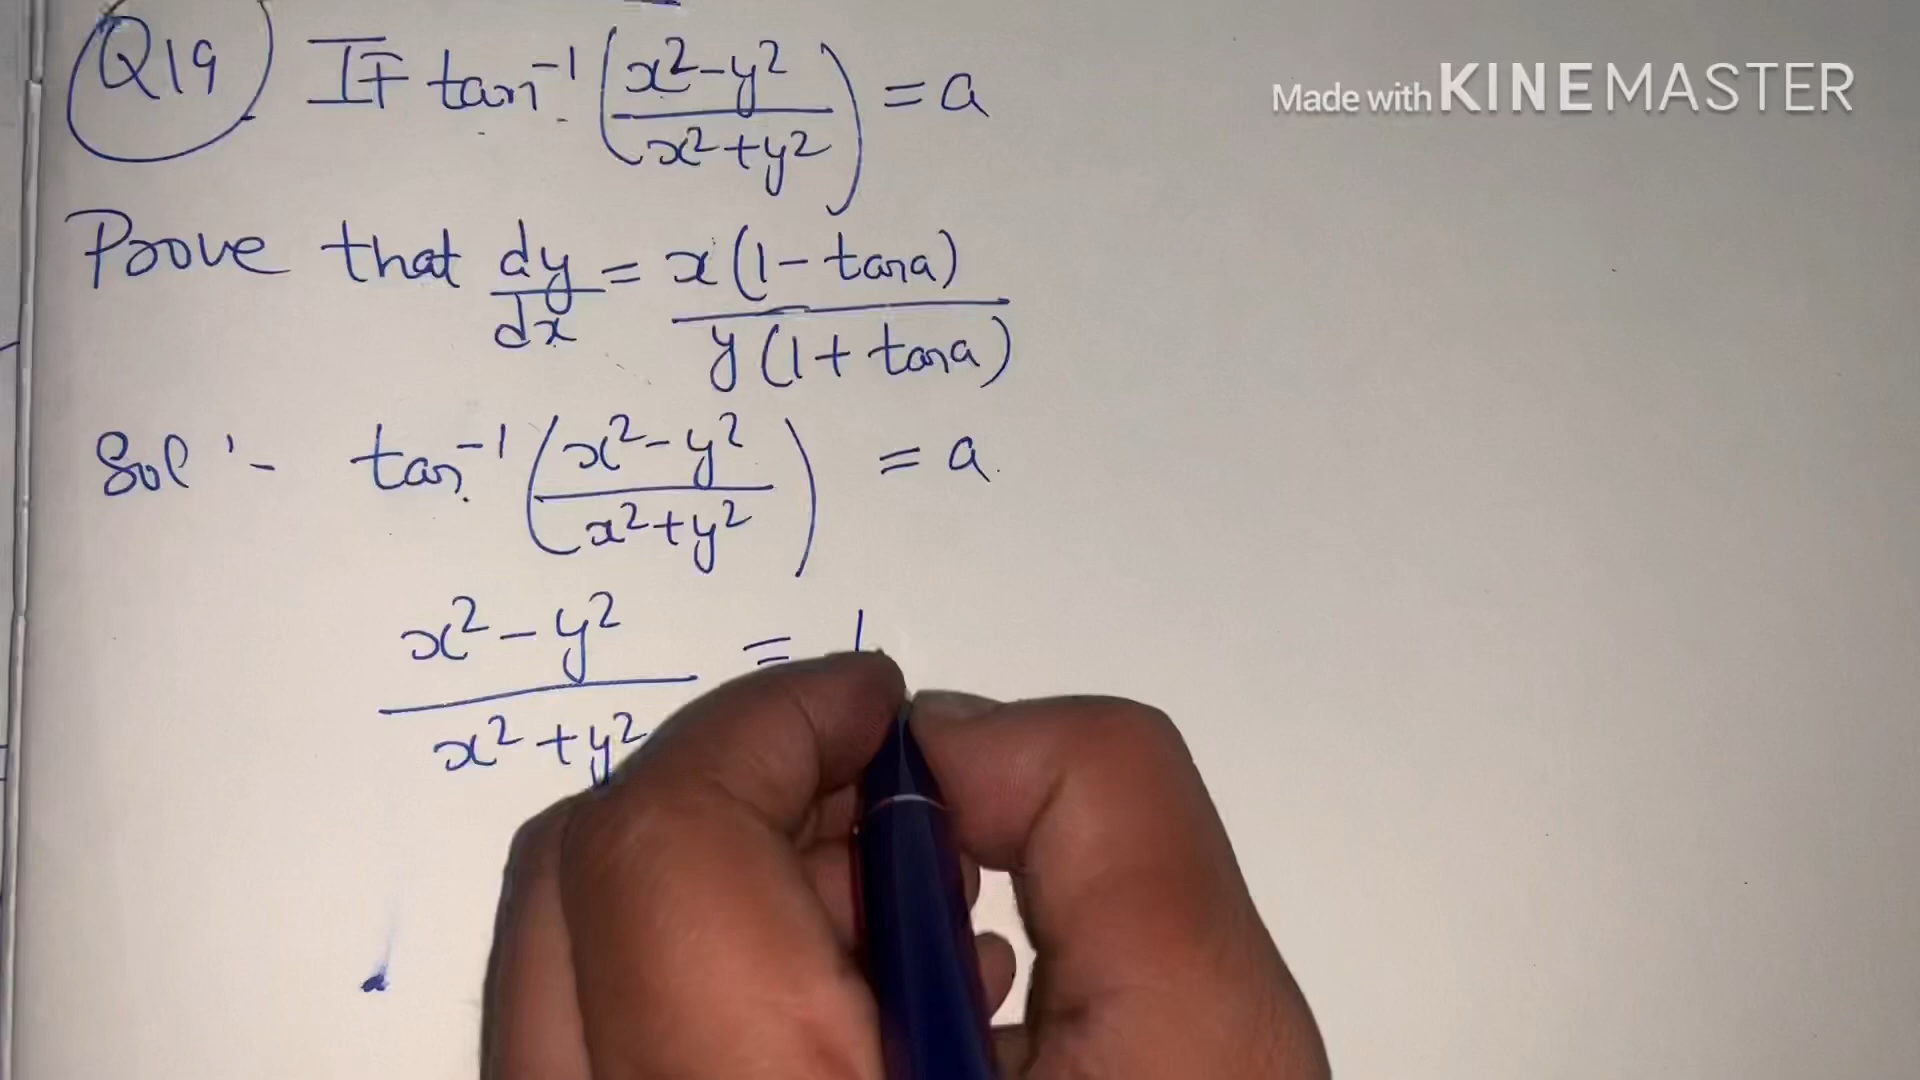 Q19 If tan⁻¹ (x²-y² / x²+y²) = a
Made with KINEMASTER
Prove that dy/dx = x(1-tana) / y(1+tana)
Sol :- tan⁻¹ (x²-y² / x²+y²) = a
x²-y² / x²+y² =